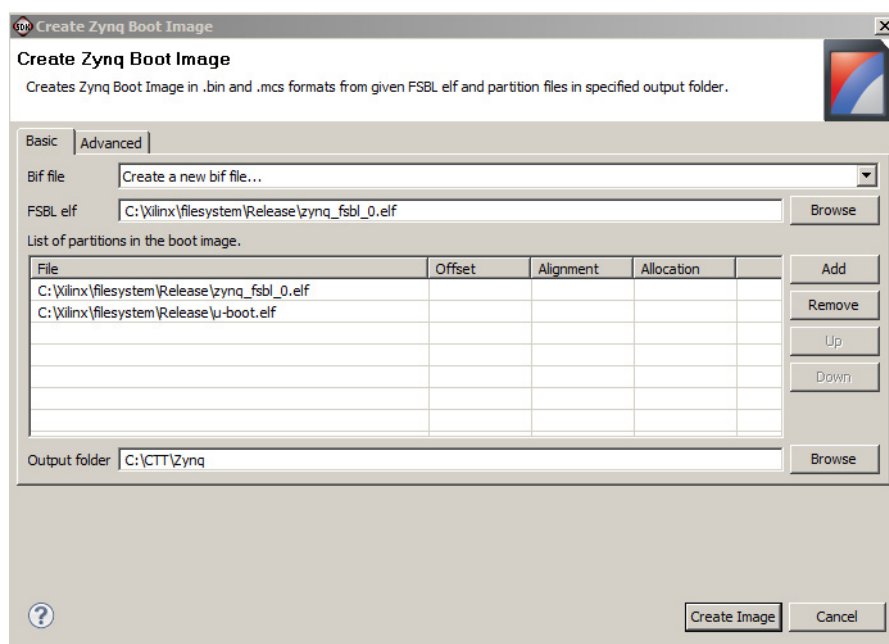 SDK Create Zynq Boot Image
Create Zynq Boot Image
Creates Zynq Boot Image in .bin and .mcs formats from given FSBL elf and partition files in specified output folder.
Basic Advanced
Bif file Create a new bif file...
FSBL elf C:\Xilinx\filesystem\Release\zynq_fsbl_0.elf Browse
List of partitions in the boot image.
File Offset Alignment Allocation Add
C:\Xilinx\filesystem\Release\zynq_fsbl_0.elf
C:\Xilinx\filesystem\Release\u-boot.elf Remove
Up
Down
Output folder C:\CTT\Zynq Browse
? Create Image Cancel